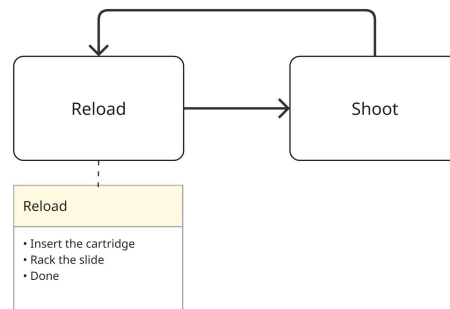 Reload
Shoot
Reload
• Insert the cartridge
• Rack the slide
• Done